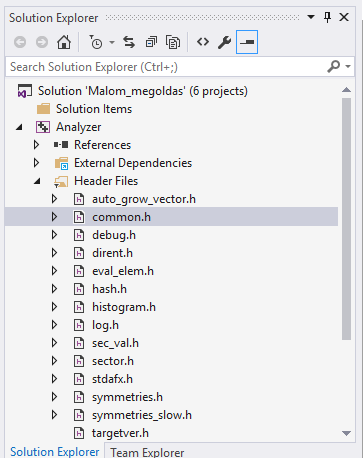 Solution Explorer
Search Solution Explorer (Ctrl+;)
Solution 'Malom_megoldas' (6 projects)
Solution Items
Analyzer
References
External Dependencies
Header Files
auto_grow_vector.h
common.h
debug.h
dirent.h
eval_elem.h
hash.h
histogram.h
log.h
sec_val.h
sector.h
stdafx.h
symmetries.h
symmetries_slow.h
targetver.h
Solution Explorer Team Explorer